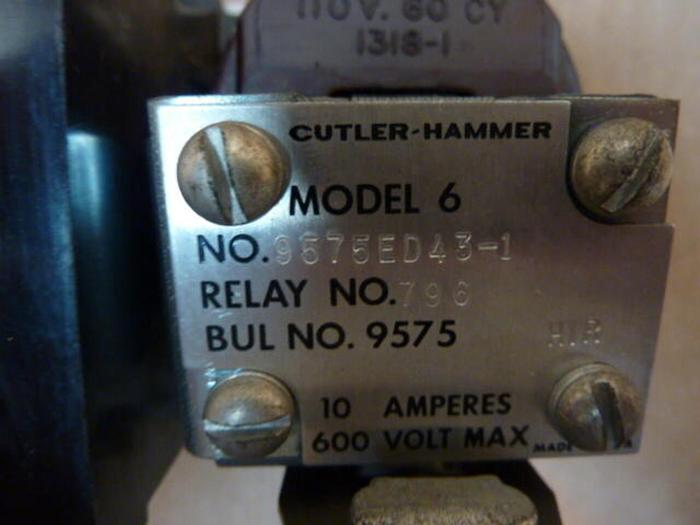 110V. 60 CY
1318-1
CUTLER-HAMMER
MODEL 6
NO. 9575ED43-1
RELAY NO. 796
BUL NO. 9575
10 AMPERES
600 VOLT MAX
MADE